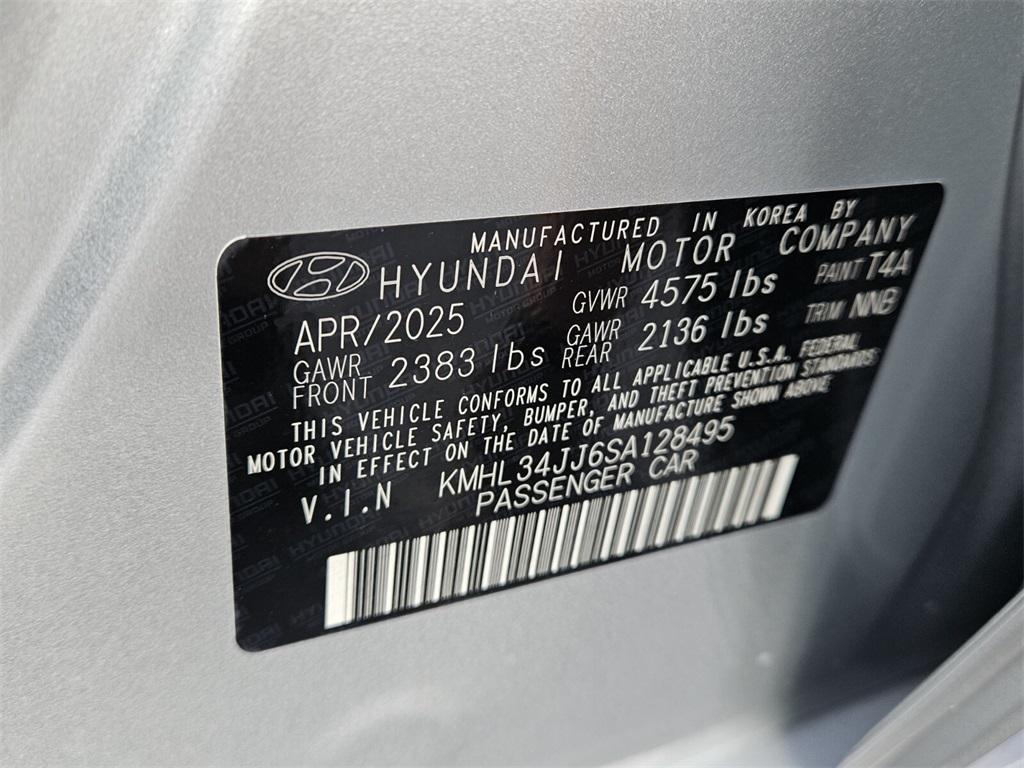 MANUFACTURED IN KOREA BY
HYUNDAI MOTOR COMPANY
APR/2025 GVWR 4575 lbs PAINT T4A
GAWR FRONT 2383 lbs GAWR REAR 2136 lbs TRIM NNB
THIS VEHICLE CONFORMS TO ALL APPLICABLE U.S.A. FEDERAL
MOTOR VEHICLE SAFETY, BUMPER, AND THEFT PREVENTION STANDARDS
IN EFFECT ON THE DATE OF MANUFACTURE SHOWN ABOVE.
V.I.N KMHL34JJ6SA128495
PASSENGER CAR